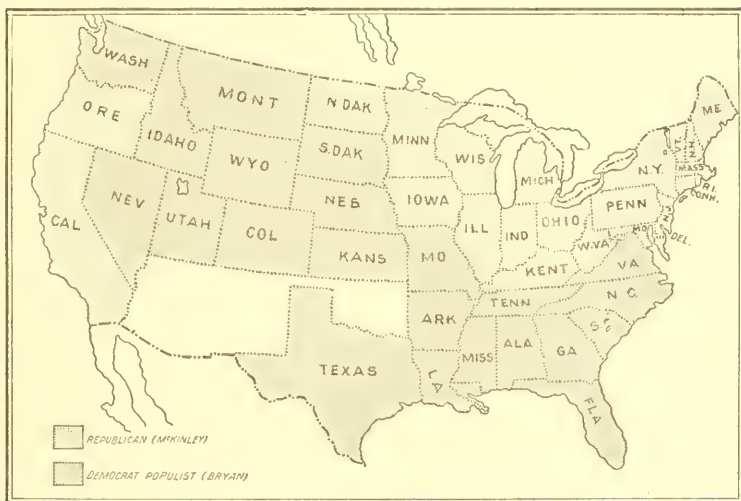 WASH
MONT
N. DAK
MINN
ME
ORE
IDAHO
S. DAK
WIS
MICH
N.Y.
VT.
N.H.
MASS
R.I.
CONN.
WYO
NEB
IOWA
PENN
N.J.
NEV
UTAH
COL
ILL
IND
OHIO
MD
DEL.
CAL
KANS
MO
W.VA
VA
KENT
TENN
N.C.
ARK
S.C.
TEXAS
LA
MISS
ALA
GA
FLA
REPUBLICAN (McKINLEY)
DEMOCRAT POPULIST (BRYAN)